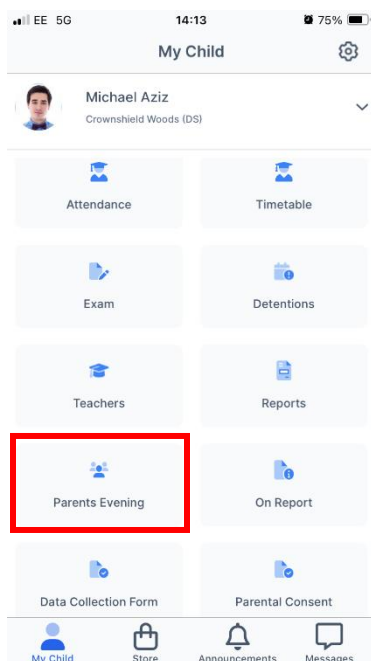 EE 5G 14:13 75%
My Child
Michael Aziz
Crownshield Woods (DS)
Attendance Timetable
Exam Detentions
Teachers Reports
Parents Evening On Report
Data Collection Form Parental Consent
My Child Store Announcements Messages